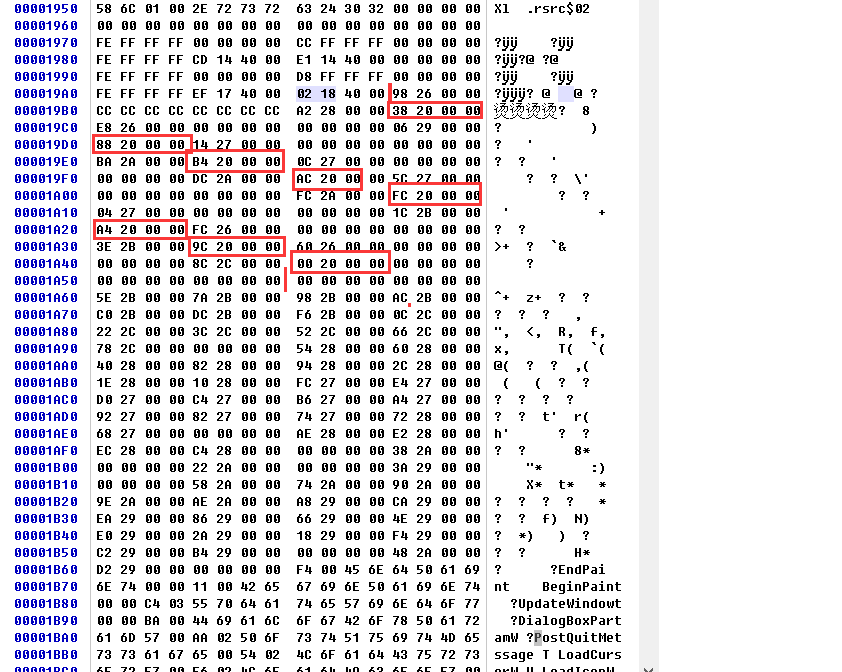 00001950 58 6C 01 00 2E 72 73 72 63 24 30 32 00 00 00 00 Xl .rsrc$02
00001960 00 00 00 00 00 00 00 00 00 00 00 00 00 00 00 00
00001970 FE FF FF FF 00 00 00 00 CC FF FF FF 00 00 00 00 ?ÿÿ ?ÿÿ
00001980 FE FF FF FF CD 14 40 00 E1 14 40 00 00 00 00 00 ?ÿÿ?@ ?@
00001990 FE FF FF FF 00 00 00 00 D8 FF FF FF 00 00 00 00 ?ÿÿ ?ÿÿ
000019A0 FE FF FF FF EF 17 40 00 02 18 40 00 98 26 00 00 ?ÿÿÿ? @ @ ?
000019B0 CC CC CC CC CC CC CC CC A2 28 00 00 38 20 00 00 烫烫烫烫? 8
000019C0 E8 26 00 00 00 00 00 00 00 00 00 00 06 29 00 00 ? )
000019D0 88 20 00 00 14 27 00 00 00 00 00 00 00 00 00 00 ? '
000019E0 BA 2A 00 00 B4 20 00 00 0C 27 00 00 00 00 00 00 ? ? '
000019F0 00 00 00 00 DC 2A 00 00 AC 20 00 00 5C 27 00 00 ? ? \'
00001A00 00 00 00 00 00 00 00 00 FC 2A 00 00 FC 20 00 00 ? ?
00001A10 04 27 00 00 00 00 00 00 00 00 00 00 1C 2B 00 00 ' +
00001A20 A4 20 00 00 FC 26 00 00 00 00 00 00 00 00 00 00 ? ?
00001A30 3E 2B 00 00 9C 20 00 00 60 26 00 00 00 00 00 00 >+ ? `&
00001A40 00 00 00 00 8C 2C 00 00 00 20 00 00 00 00 00 00 ?
00001A50 00 00 00 00 00 00 00 00 00 00 00 00 00 00 00 00
00001A60 5E 2B 00 00 7A 2B 00 00 98 2B 00 00 AC 2B 00 00 ^+ z+ ? ?
00001A70 C0 2B 00 00 DC 2B 00 00 F6 2B 00 00 0C 2C 00 00 ? ? ? ,
00001A80 22 2C 00 00 3C 2C 00 00 52 2C 00 00 66 2C 00 00 ", <, R, f,
00001A90 78 2C 00 00 00 00 00 00 54 28 00 00 60 28 00 00 x, T( `(
00001AA0 40 28 00 00 82 28 00 00 94 28 00 00 2C 28 00 00 @( ? ? ,(
00001AB0 1E 28 00 00 10 28 00 00 FC 27 00 00 E4 27 00 00 ( ( ? ?
00001AC0 D0 27 00 00 C4 27 00 00 B6 27 00 00 A4 27 00 00 ? ? ? ?
00001AD0 92 27 00 00 82 27 00 00 74 27 00 00 72 28 00 00 ? ? t' r(
00001AE0 68 27 00 00 00 00 00 00 AE 28 00 00 E2 28 00 00 h' ? ?
00001AF0 EC 28 00 00 C4 28 00 00 00 00 00 00 38 2A 00 00 ? ? 8*
00001B00 00 00 00 00 22 2A 00 00 00 00 00 00 3A 29 00 00 "* :)
00001B10 00 00 00 00 58 2A 00 00 74 2A 00 00 90 2A 00 00 X* t* *
00001B20 9E 2A 00 00 AE 2A 00 00 A8 29 00 00 CA 29 00 00 ? ? ? ? *
00001B30 EA 29 00 00 86 29 00 00 66 29 00 00 4E 29 00 00 ? ? f) N)
00001B40 E0 29 00 00 2A 29 00 00 18 29 00 00 F4 29 00 00 ? *) ) ?
00001B50 C2 29 00 00 B4 29 00 00 00 00 00 00 48 2A 00 00 ? ? H*
00001B60 D2 29 00 00 00 00 00 00 F4 00 45 6E 64 50 61 69 ? ?EndPai
00001B70 6E 74 00 00 11 00 42 65 67 69 6E 50 61 69 6E 74 nt BeginPaint
00001B80 00 00 C4 03 55 70 64 61 74 65 57 69 6E 64 6F 77 ?UpdateWindowt
00001B90 00 00 BA 00 44 69 61 6C 6F 67 42 6F 78 50 61 72 ?DialogBoxPart
00001BA0 61 6D 57 00 AA 02 50 6F 73 74 51 75 69 74 4D 65 amW ?PostQuitMet
00001BB0 73 73 61 67 65 00 54 02 4C 6F 61 64 43 75 72 73 ssage T LoadCurs